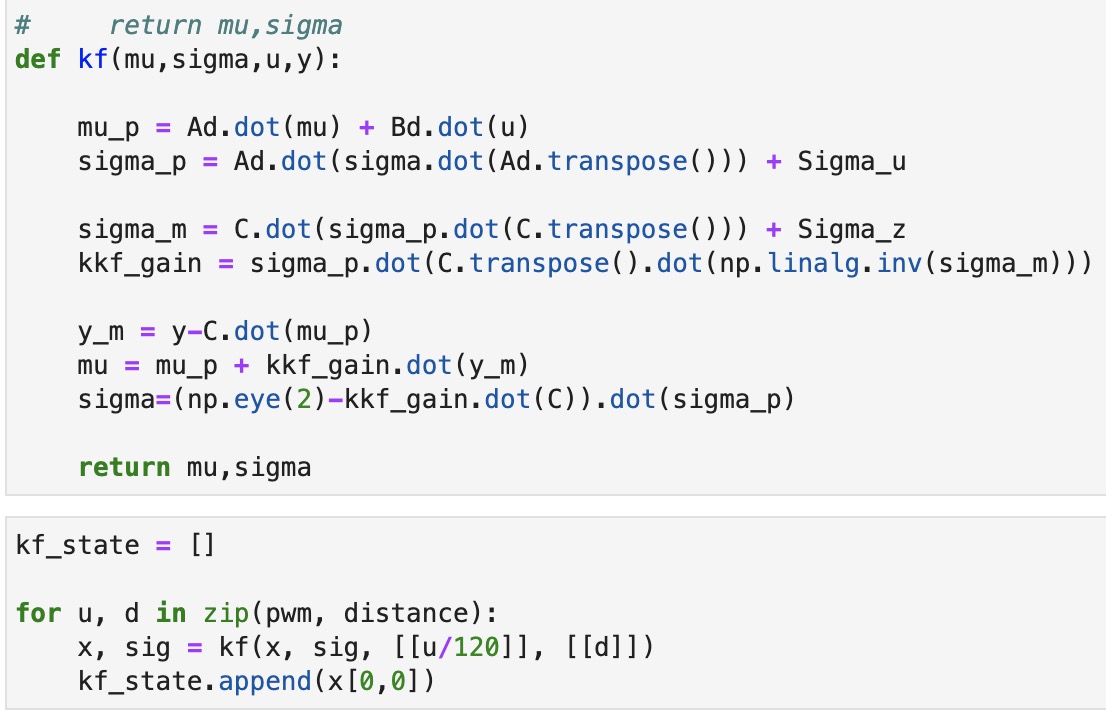 #     return mu,sigma
def kf(mu,sigma,u,y):
    mu_p = Ad.dot(mu) + Bd.dot(u)
    sigma_p = Ad.dot(sigma.dot(Ad.transpose())) + Sigma_u
    sigma_m = C.dot(sigma_p.dot(C.transpose())) + Sigma_z
    kkf_gain = sigma_p.dot(C.transpose().dot(np.linalg.inv(sigma_m)))
    y_m = y-C.dot(mu_p)
    mu = mu_p + kkf_gain.dot(y_m)
    sigma=(np.eye(2)-kkf_gain.dot(C)).dot(sigma_p)
    return mu,sigma
kf_state = []
for u, d in zip(pwm, distance):
    x, sig = kf(x, sig, [[u/120]], [[d]])
    kf_state.append(x[0,0])